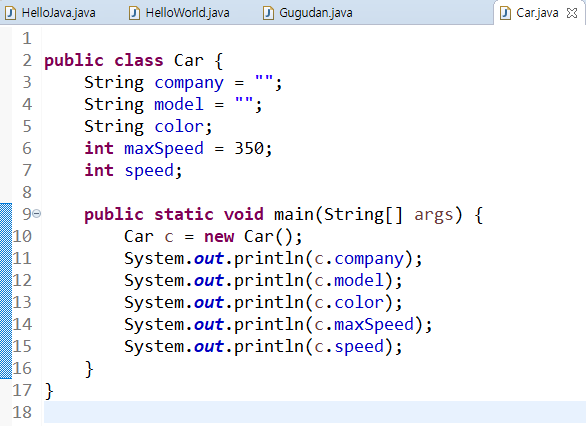 HelloJava.java HelloWorld.java Gugudan.java Car.java
1
2 public class Car {
3     String company = "";
4     String model = "";
5     String color;
6     int maxSpeed = 350;
7     int speed;
8
9     public static void main(String[] args) {
10         Car c = new Car();
11         System.out.println(c.company);
12         System.out.println(c.model);
13         System.out.println(c.color);
14         System.out.println(c.maxSpeed);
15         System.out.println(c.speed);
16     }
17 }
18